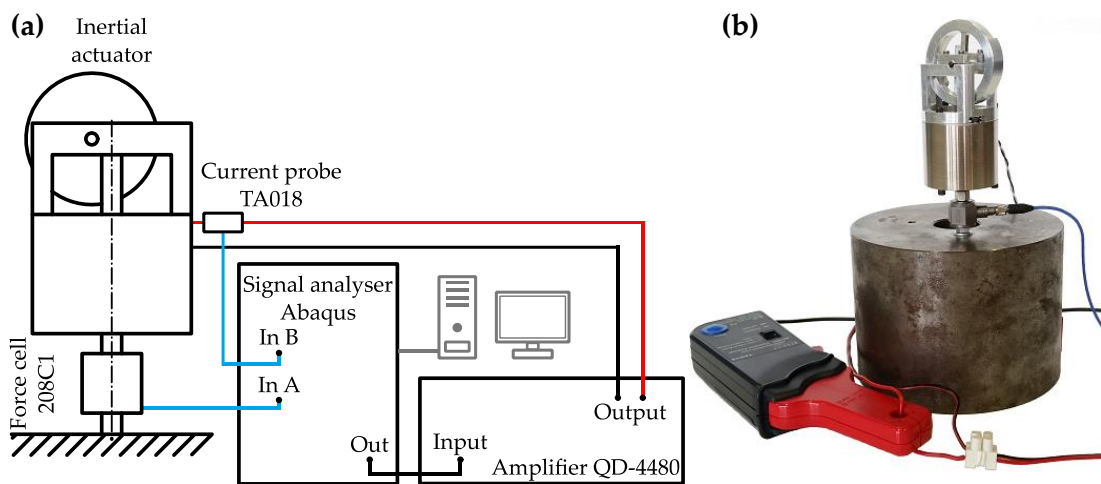 (a)
Inertial
actuator
Current probe
TA018
Signal analyser
Abaqus
In B
In A
Out
Force cell
208C1
Input
Output
Amplifier QD-4480
(b)